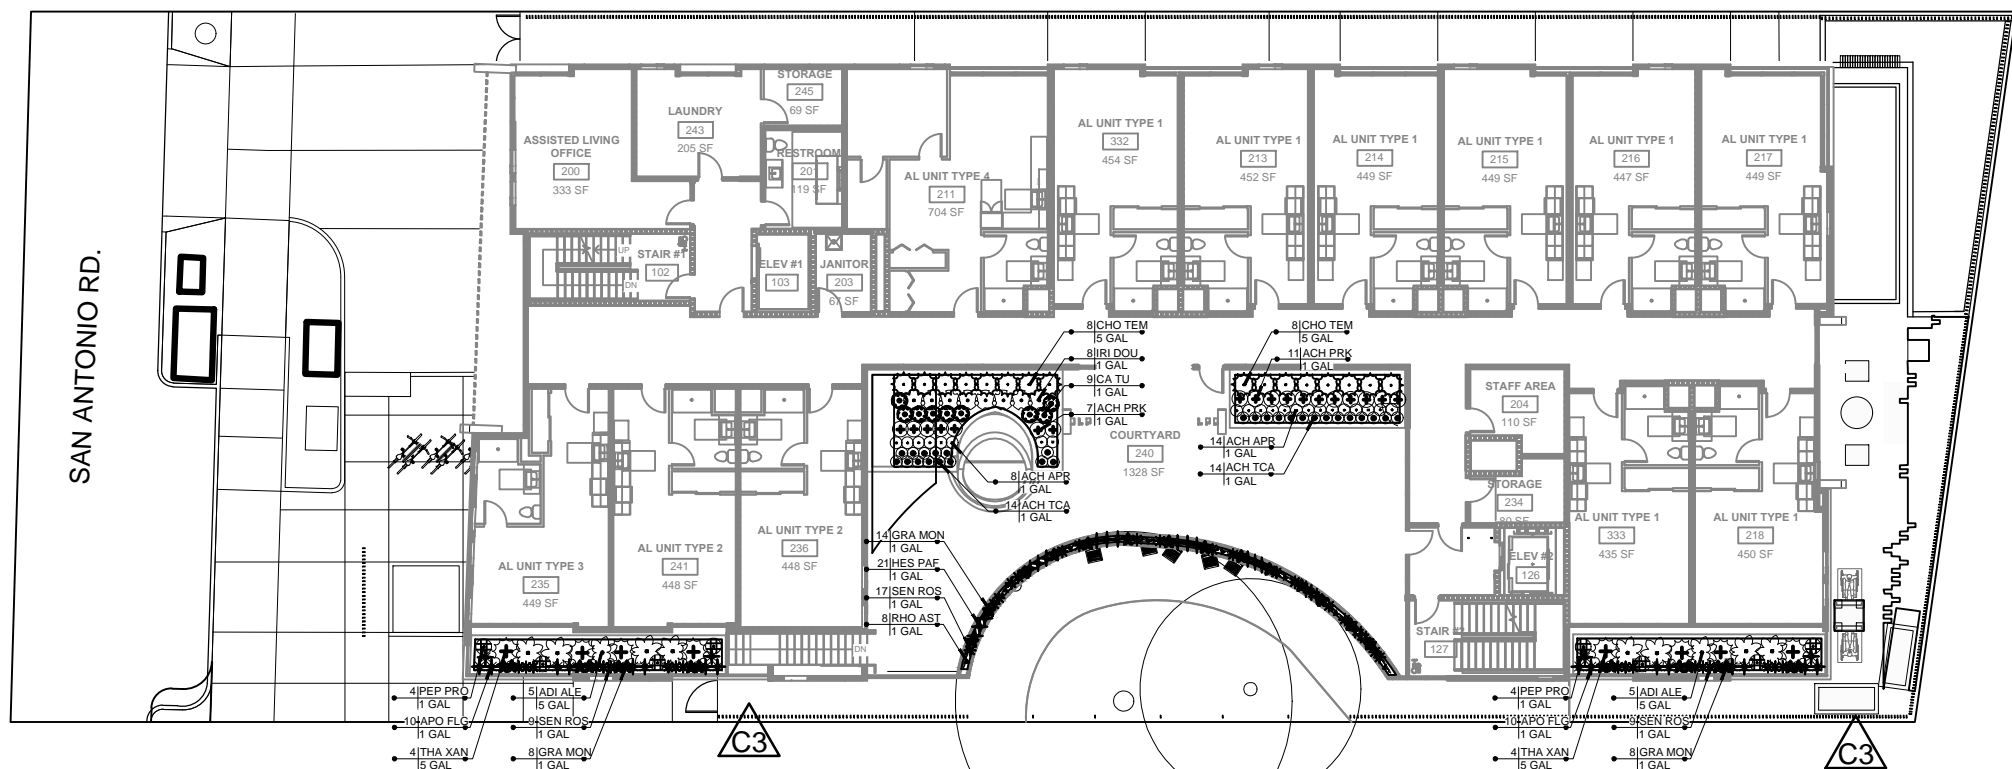 SAN ANTONIO RD.
ASSISTED LIVING
OFFICE
200
333 SF
LAUNDRY
243
205 SF
STORAGE
245
69 SF
RESTROOM
201
119 SF
STAIR #1
102
UP
DN
ELEV #1
103
JANITOR
203
67 SF
AL UNIT TYPE 4
211
704 SF
AL UNIT TYPE 1
332
454 SF
AL UNIT TYPE 1
213
452 SF
AL UNIT TYPE 1
214
449 SF
AL UNIT TYPE 1
215
449 SF
AL UNIT TYPE 1
216
447 SF
AL UNIT TYPE 1
217
449 SF
8 CHO TEM
5 GAL
8 IRI DOU
1 GAL
9 CA TU
1 GAL
7 ACH PRK
1 GAL
8 CHO TEM
5 GAL
11 ACH PRK
1 GAL
COURTYARD
240
1328 SF
14 ACH APR
1 GAL
14 ACH TCA
1 GAL
8 ACH APR
1 GAL
14 ACH TCA
1 GAL
STAFF AREA
204
110 SF
STORAGE
234
80 SF
ELEV #2
126
STAIR #2
127
AL UNIT TYPE 1
333
435 SF
AL UNIT TYPE 1
218
450 SF
AL UNIT TYPE 3
235
449 SF
AL UNIT TYPE 2
241
448 SF
AL UNIT TYPE 2
236
448 SF
14 GRA MON
1 GAL
21 HES PAF
1 GAL
17 SEN ROS
1 GAL
8 RHO AST
1 GAL
DN
4 PEP PRO
1 GAL
10 APO FLG
1 GAL
4 THA XAN
5 GAL
5 ADI ALE
5 GAL
9 SEN ROS
1 GAL
8 GRA MON
1 GAL
C3
4 PEP PRO
1 GAL
10 APO FLG
1 GAL
4 THA XAN
5 GAL
5 ADI ALE
5 GAL
9 SEN ROS
1 GAL
8 GRA MON
1 GAL
C3